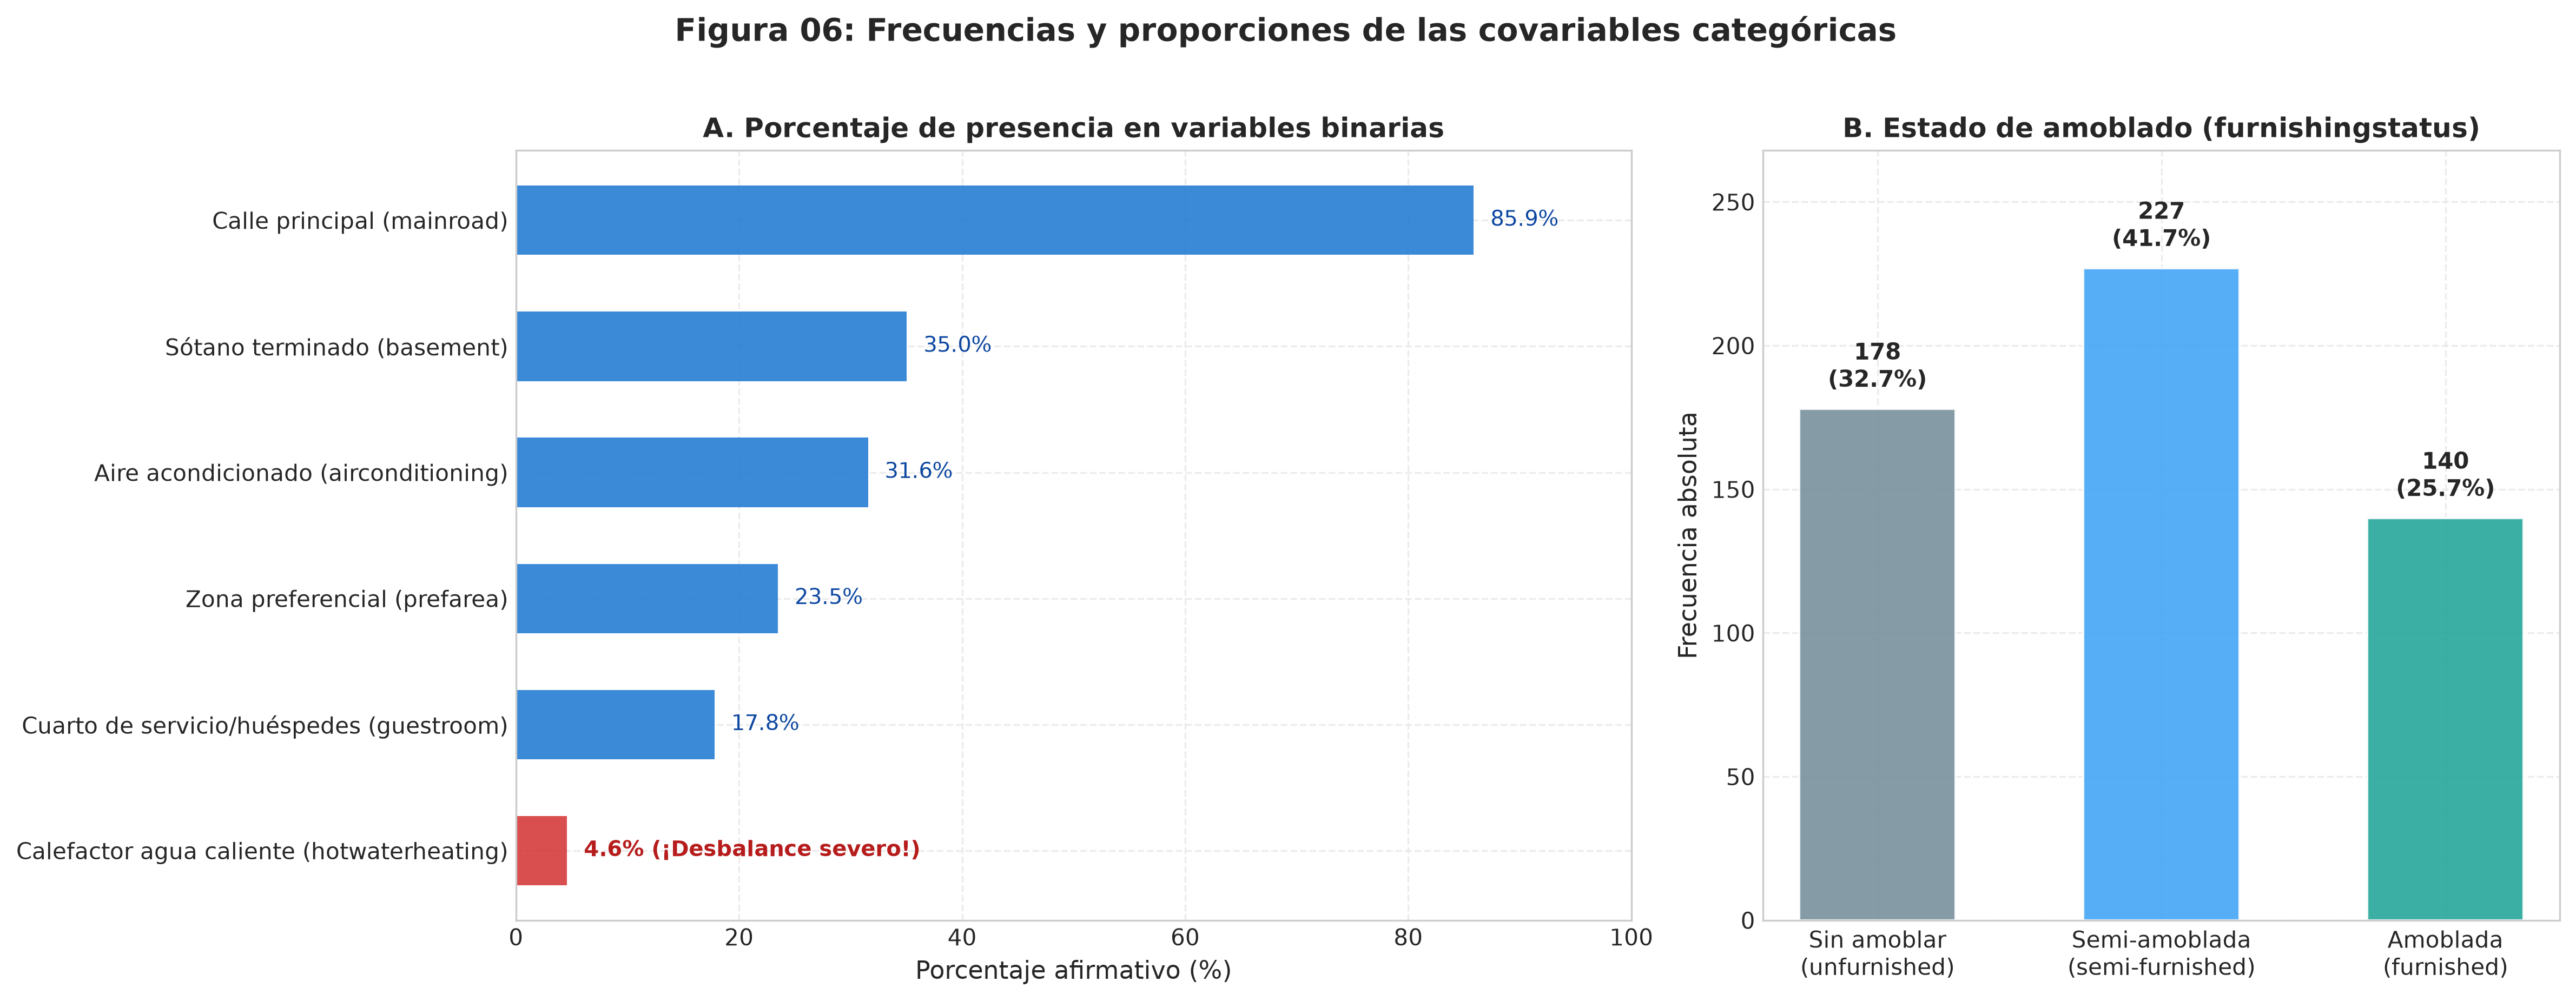 Figura 06: Frecuencias y proporciones de las covariables categóricas
A. Porcentaje de presencia en variables binarias
Calle principal (mainroad)
85.9%
Sótano terminado (basement)
35.0%
Aire acondicionado (airconditioning)
31.6%
Zona preferencial (prefarea)
23.5%
Cuarto de servicio/huéspedes (guestroom)
17.8%
Calefactor agua caliente (hotwaterheating)
4.6% (¡Desbalance severo!)
0 20 40 60 80 100
Porcentaje afirmativo (%)
B. Estado de amoblado (furnishingstatus)
Frecuencia absoluta
250
200
150
100
50
0
178
(32.7%)
227
(41.7%)
140
(25.7%)
Sin amoblar
(unfurnished)
Semi-amoblada
(semi-furnished)
Amoblada
(furnished)